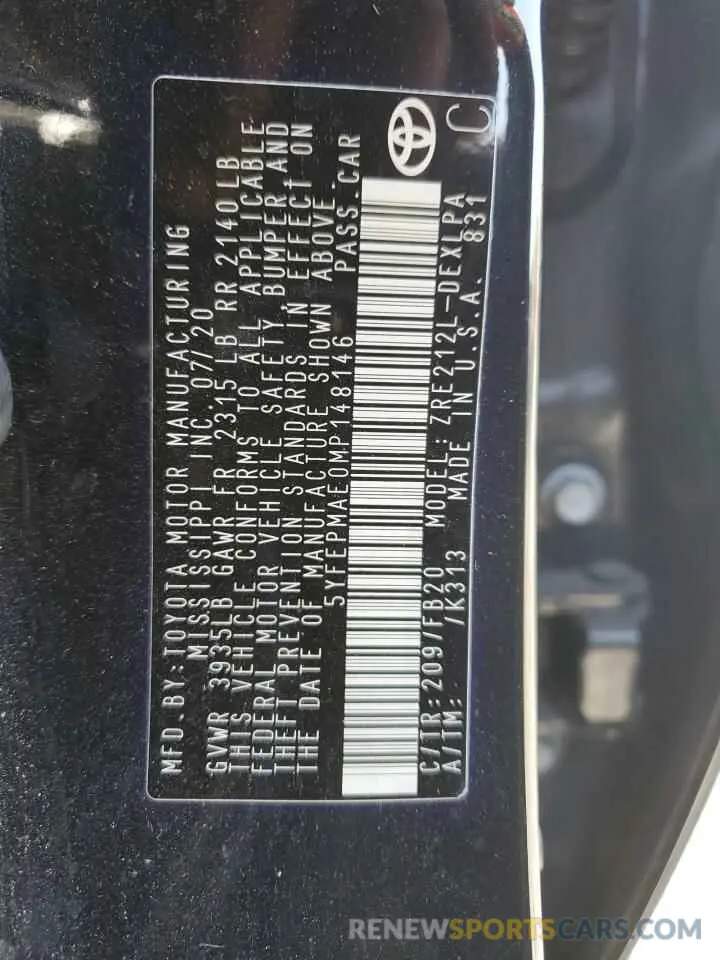 MFD.BY:TOYOTA MOTOR MANUFACTURING
MISSISSIPPI INC. 07/20
GVWR 3935LB GAWR FR 2315 LB RR 2140LB
THIS VEHICLE CONFORMS TO ALL APPLICABLE
FEDERAL MOTOR VEHICLE SAFETY, BUMPER AND
THEFT PREVENTION STANDARDS IN EFFECT ON
THE DATE OF MANUFACTURE SHOWN ABOVE.
5YFEPMAE0MP148146 PASS.CAR
C/TR:209/FB20 MODEL:ZRE212L-DEXLPA
A/TM: /K313 MADE IN U.S.A. 831
C
RENEWSPORTSCARS.COM